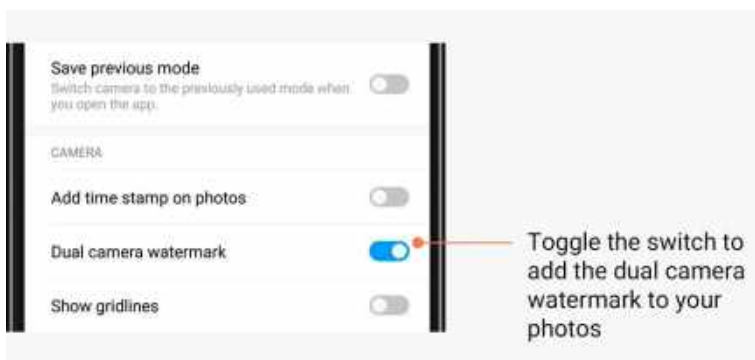 Save previous mode
Switch camera to the previously used mode when
you open the app.
CAMERA
Add time stamp on photos
Dual camera watermark
Show gridlines
Toggle the switch to
add the dual camera
watermark to your
photos